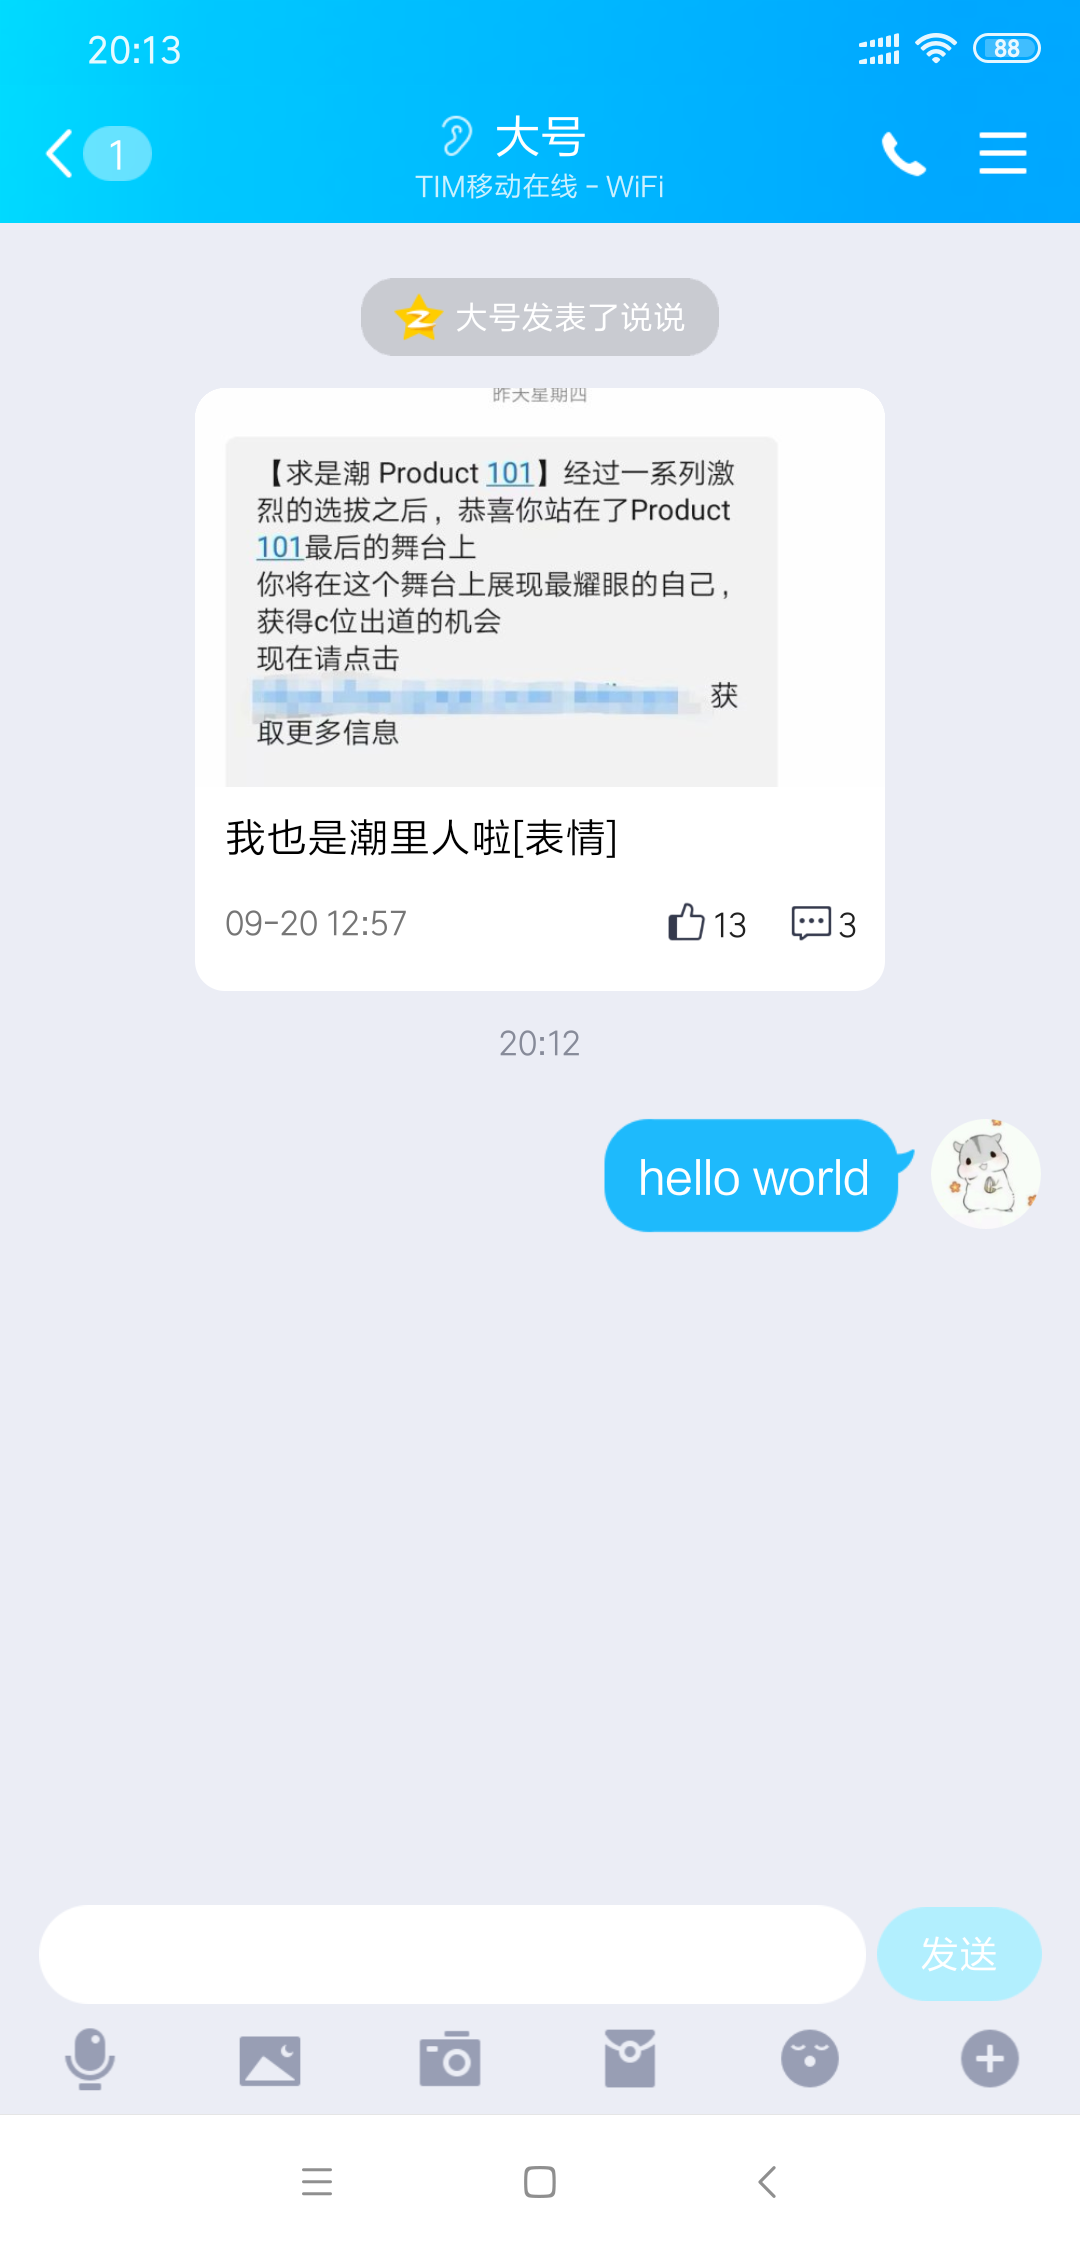 20:13
88
1
大号
TIM移动在线 - WiFi
大号发表了说说
昨天星期四
【求是潮 Product 101】经过一系列激
烈的选拔之后，恭喜你站在了Product
101最后的舞台上
你将在这个舞台上展现最耀眼的自己，
获得c位出道的机会
现在请点击
获
取更多信息
我也是潮里人啦[表情]
09-20 12:57
13
3
20:12
hello world
发送